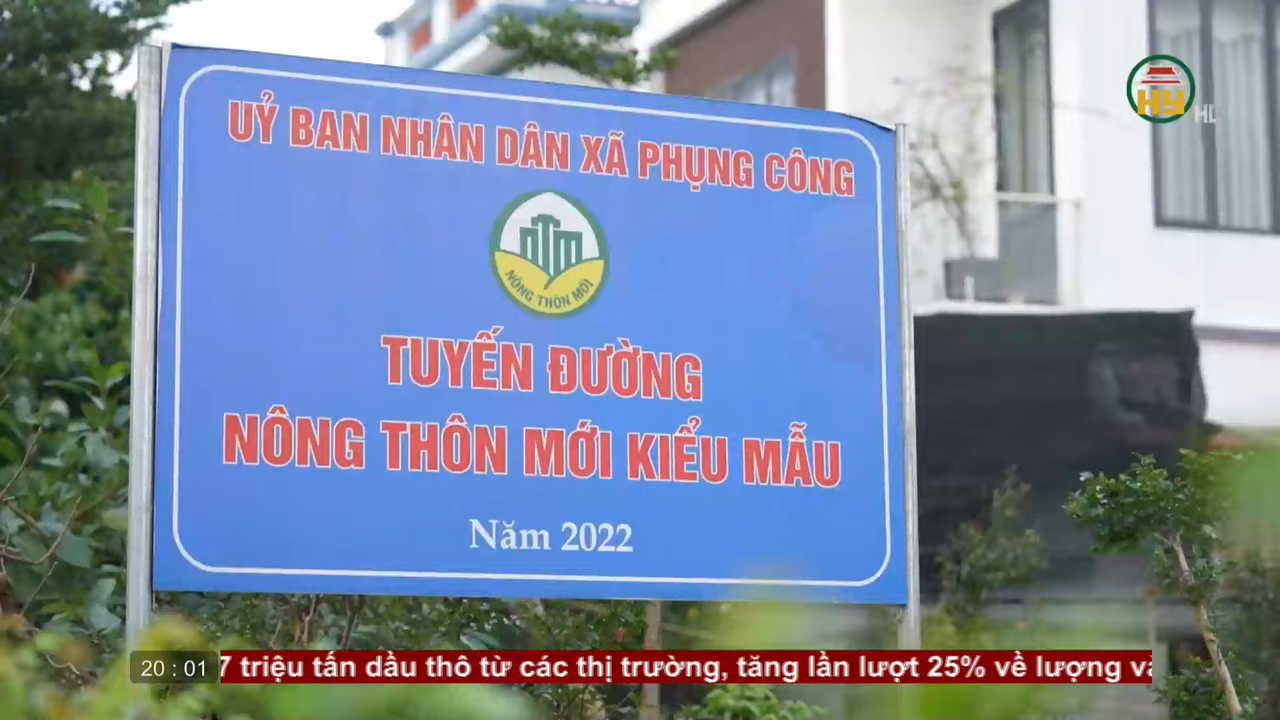 HY HD
UỶ BAN NHÂN DÂN XÃ PHỤNG CÔNG
NTM
NÔNG THÔN MỚI
TUYẾN ĐƯỜNG
NÔNG THÔN MỚI KIỂU MẪU
Năm 2022
20 : 01
7 triệu tấn dầu thô từ các thị trường, tăng lần lượt 25% về lượng và